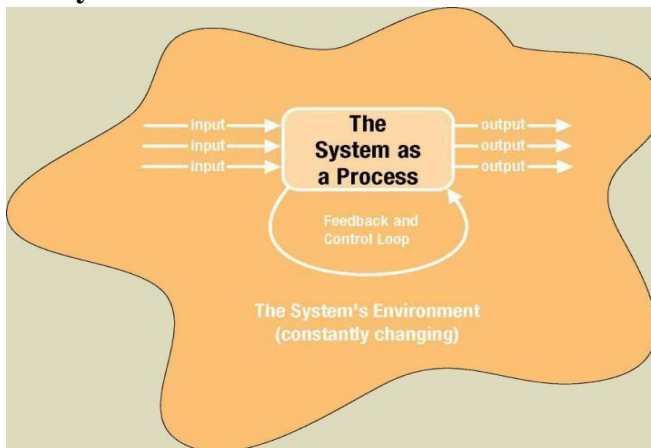 The
System as
a Process
input
input
input
output
output
output
Feedback and
Control Loop
The System's Environment
(constantly changing)